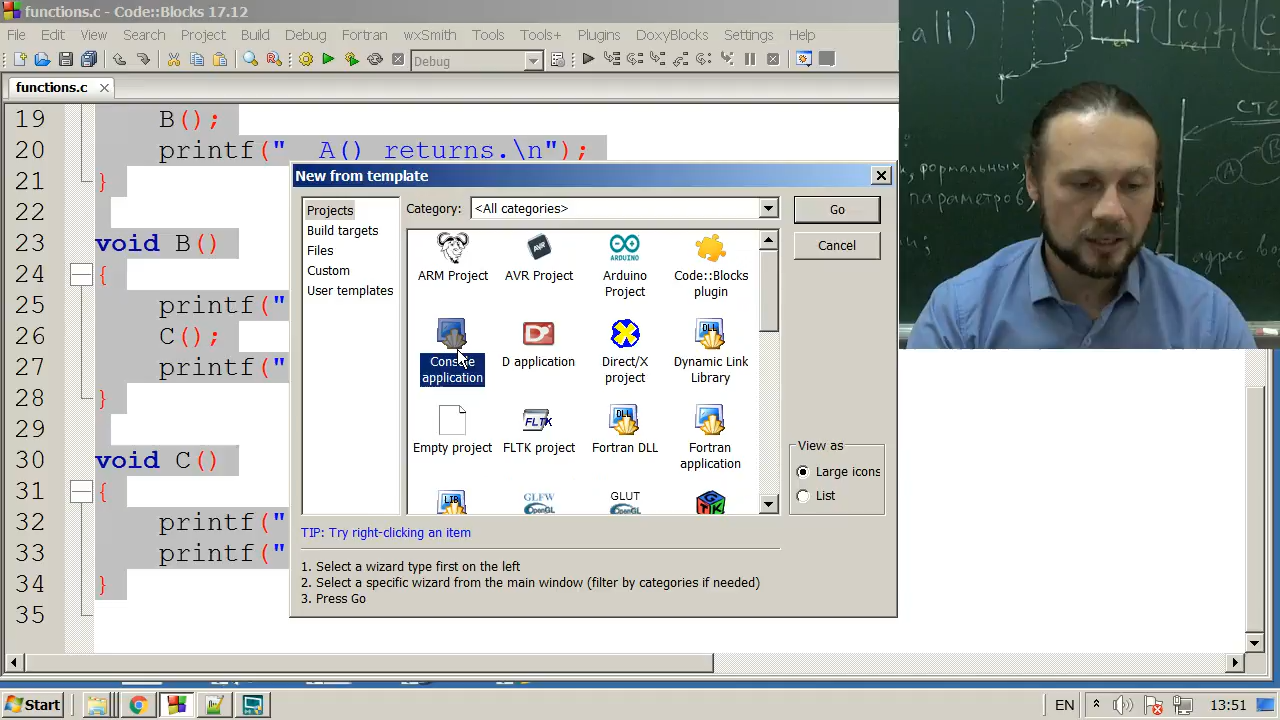 functions.c - Code::Blocks 17.12
File Edit View Search Project Build Debug Fortran wxSmith Tools Tools+ Plugins DoxyBlocks Settings Help
Debug
functions.c
19 B();
20 printf("  A() returns.\n");
21 }
22
23 void B()
24 {
25 printf("
26 C();
27 printf("
28 }
29
30 void C()
31 {
32 printf("
33 printf("
34 }
35
New from template
Projects
Build targets
Files
Custom
User templates
Category: <All categories>
Go
Cancel
ARM Project
AVR Project
Arduino Project
Code::Blocks plugin
Console application
D application
Direct/X project
Dynamic Link Library
Empty project
FLTK project
Fortran DLL
Fortran application
GLFW
GLUT
View as
Large icons
List
TIP: Try right-clicking an item
1. Select a wizard type first on the left
2. Select a specific wizard from the main window (filter by categories if needed)
3. Press Go
all)
C()
формальных
параметров,
адрес
Start
EN
13:51